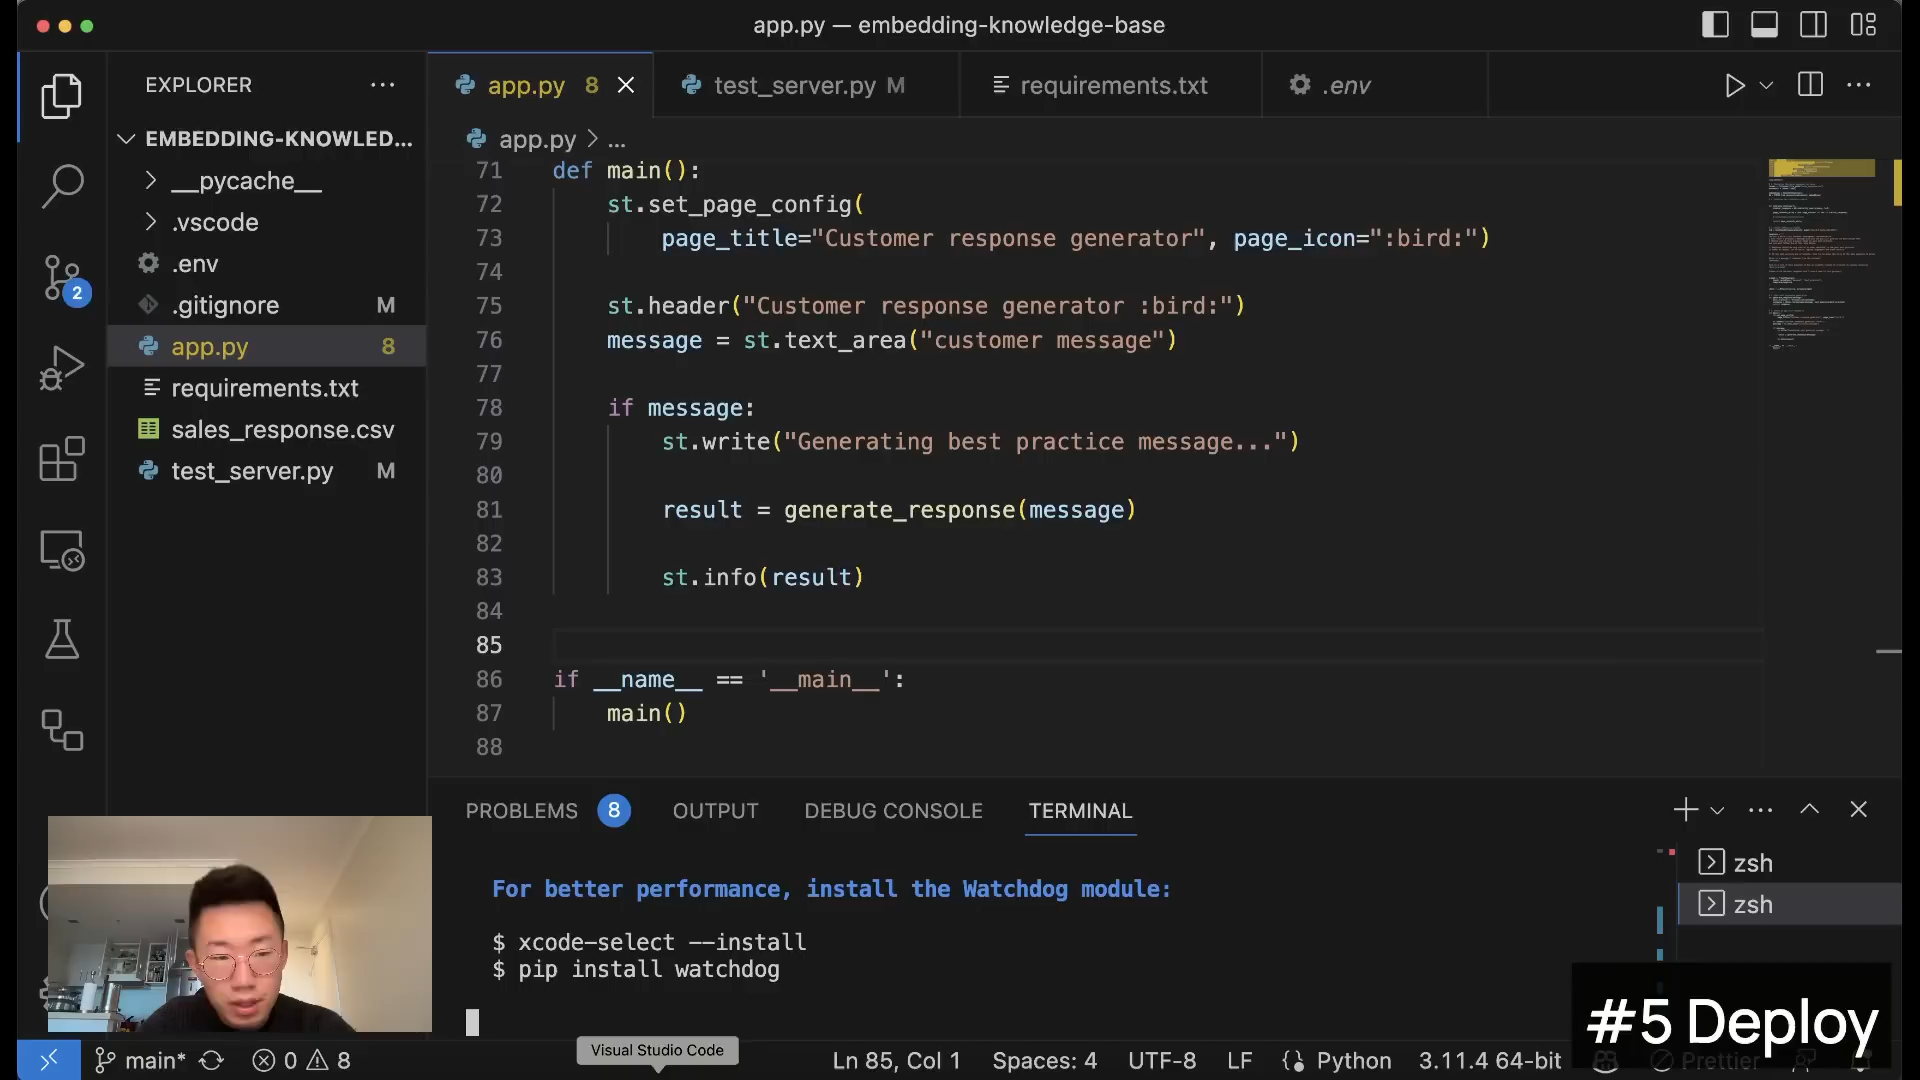 app.py — embedding-knowledge-base
EXPLORER
app.py 8
test_server.py M
requirements.txt
.env
EMBEDDING-KNOWLED...
app.py > ...
__pycache__
.vscode
.env
.gitignore M
app.py 8
requirements.txt
sales_response.csv
test_server.py M
2
71 def main():
72 st.set_page_config(
73 page_title="Customer response generator", page_icon=":bird:")
74
75 st.header("Customer response generator :bird:")
76 message = st.text_area("customer message")
77
78 if message:
79 st.write("Generating best practice message...")
80
81 result = generate_response(message)
82
83 st.info(result)
84
85
86 if __name__ == '__main__':
87 main()
88
PROBLEMS 8 OUTPUT DEBUG CONSOLE TERMINAL
For better performance, install the Watchdog module:
$ xcode-select --install
$ pip install watchdog
zsh
zsh
#5 Deploy
main* 0 8
Visual Studio Code
Ln 85, Col 1 Spaces: 4 UTF-8 LF Python 3.11.4 64-bit Prettier